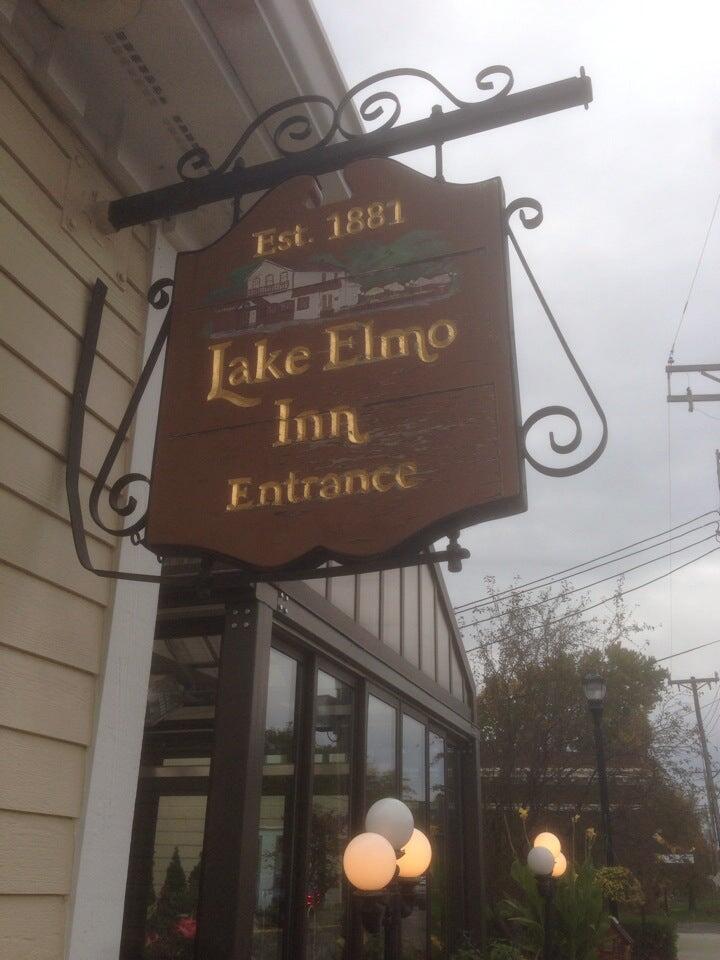 Est. 1881
Lake Elmo
Inn
Entrance